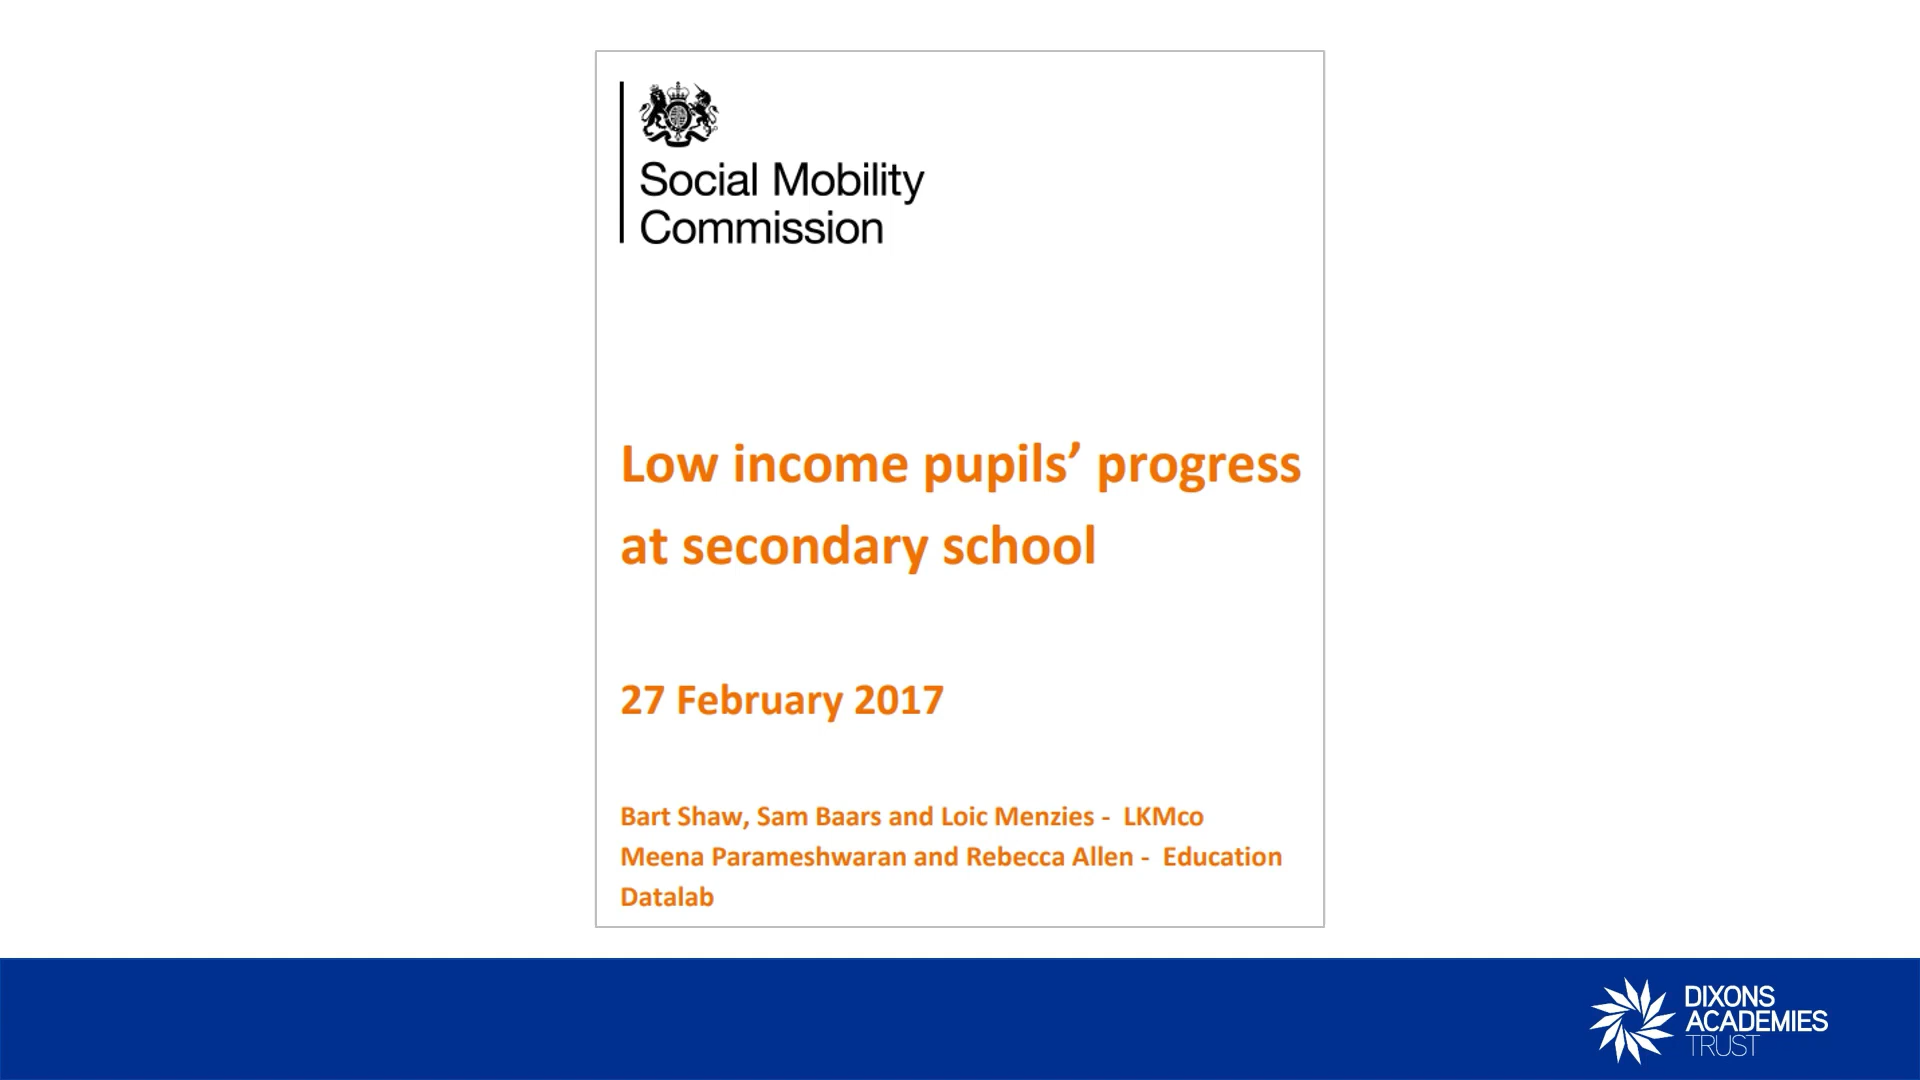 Social Mobility
Commission
Low income pupils’ progress
at secondary school
27 February 2017
Bart Shaw, Sam Baars and Loic Menzies - LKMco
Meena Parameshwaran and Rebecca Allen - Education
Datalab
DIXONS
ACADEMIES
TRUST